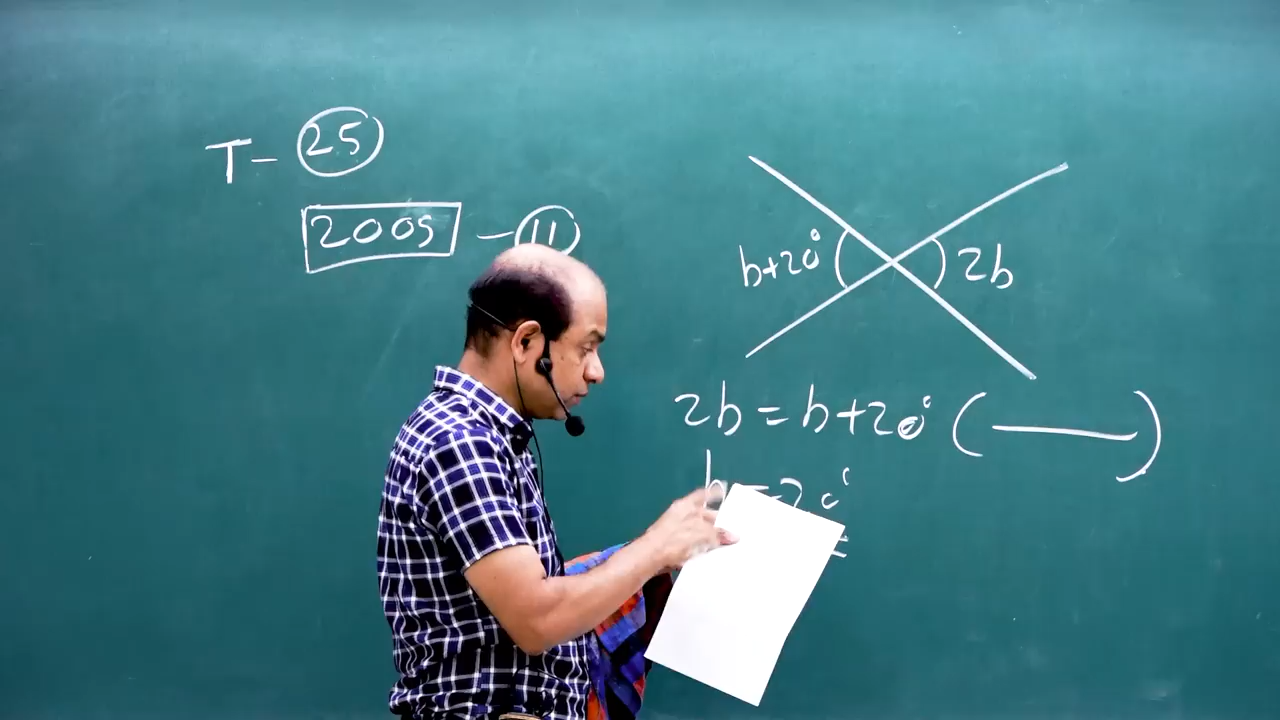 T- 25
2005 - 11
b+20° 2b
2b = b+20° (———)
b = 20°